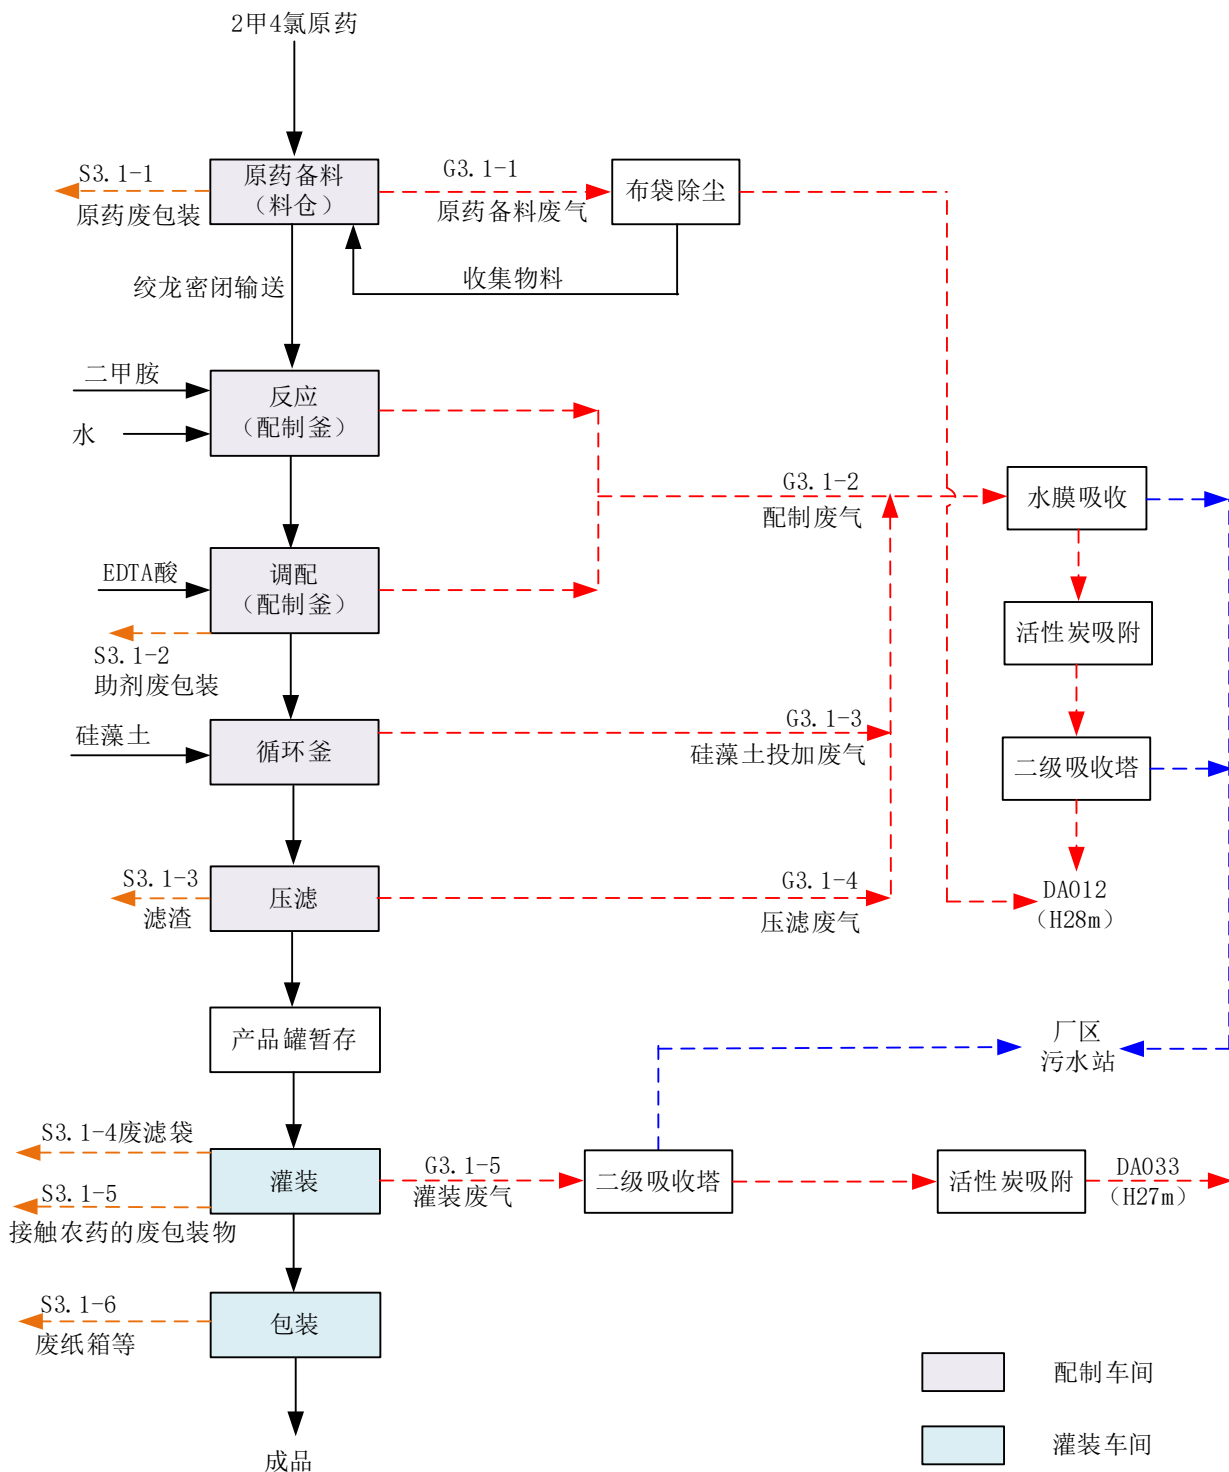 2甲4氯原药
S3.1-1
原药废包装
原药备料
(料仓)
G3.1-1
原药备料废气
布袋除尘
收集物料
绞龙密闭输送
二甲胺
水
反应
(配制釜)
G3.1-2
配制废气
水膜吸收
EDTA酸
调配
(配制釜)
活性炭吸附
S3.1-2
助剂废包装
硅藻土
循环釜
G3.1-3
硅藻土投加废气
二级吸收塔
S3.1-3
滤渣
压滤
G3.1-4
压滤废气
DA012
(H28m)
产品罐暂存
厂区
污水站
S3.1-4废滤袋
S3.1-5
接触农药的废包装物
灌装
G3.1-5
灌装废气
二级吸收塔
活性炭吸附
DA033
(H27m)
S3.1-6
废纸箱等
包装
成品
配制车间
灌装车间